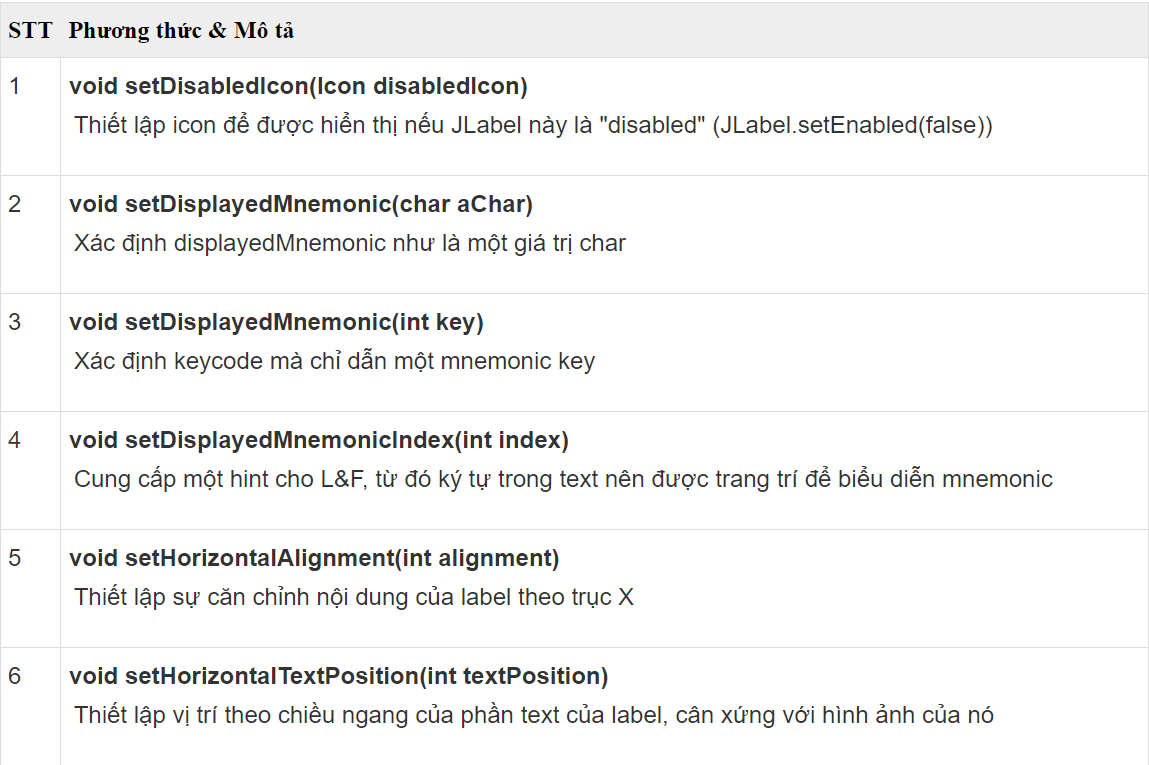 STT Phương thức & Mô tả
1 void setDisabledIcon(Icon disabledIcon)
Thiết lập icon để được hiển thị nếu JLabel này là "disabled" (JLabel.setEnabled(false))
2 void setDisplayedMnemonic(char aChar)
Xác định displayedMnemonic như là một giá trị char
3 void setDisplayedMnemonic(int key)
Xác định keycode mà chỉ dẫn một mnemonic key
4 void setDisplayedMnemonicIndex(int index)
Cung cấp một hint cho L&F, từ đó ký tự trong text nên được trang trí để biểu diễn mnemonic
5 void setHorizontalAlignment(int alignment)
Thiết lập sự căn chỉnh nội dung của label theo trục X
6 void setHorizontalTextPosition(int textPosition)
Thiết lập vị trí theo chiều ngang của phần text của label, cân xứng với hình ảnh của nó